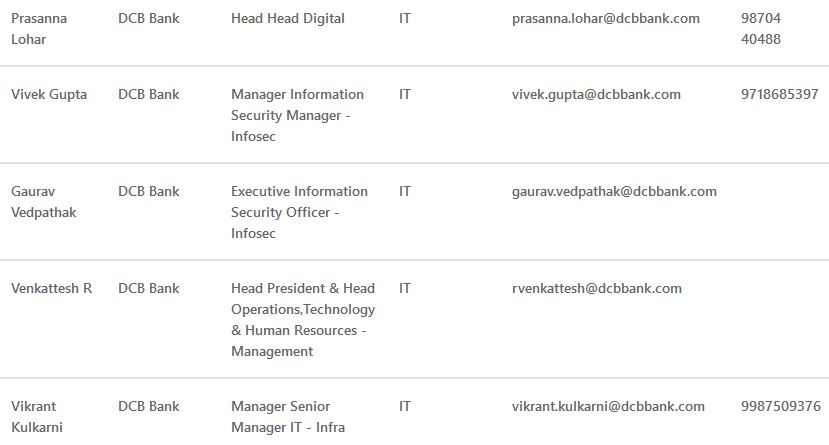 Prasanna DCB Bank Head Head Digital IT prasanna.lohar@dcbbank.com 98704
Lohar 40488
Vivek Gupta DCB Bank Manager Information IT vivek.gupta@dcbbank.com 9718685397
Security Manager -
Infosec
Gaurav DCB Bank Executive Information IT gaurav.vedpathak@dcbbank.com
Vedpathak Security Officer -
Infosec
Venkattesh R DCB Bank Head President & Head IT rvenkattesh@dcbbank.com
Operations,Technology
& Human Resources -
Management
Vikrant DCB Bank Manager Senior IT vikrant.kulkarni@dcbbank.com 9987509376
Kulkarni Manager IT - Infra